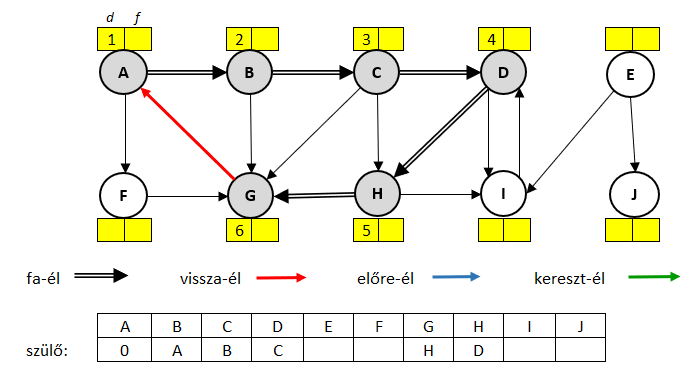 d f
1 2 3 4
A B C D E
F G H I J
6 5
fa-él vissza-él előre-él kereszt-él
A B C D E F G H I J
szülő: 0 A B C H D